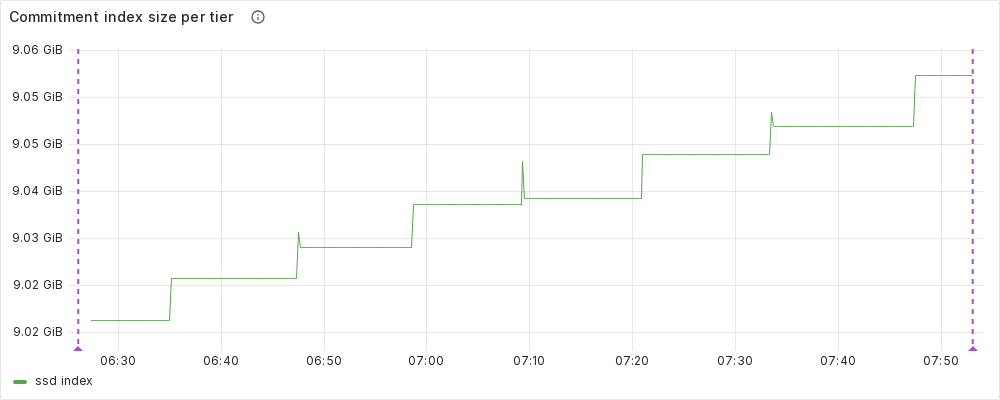 Commitment index size per tier
9.06 GiB
9.05 GiB
9.05 GiB
9.04 GiB
9.03 GiB
9.02 GiB
9.02 GiB
06:30 06:40 06:50 07:00 07:10 07:20 07:30 07:40 07:50
ssd index